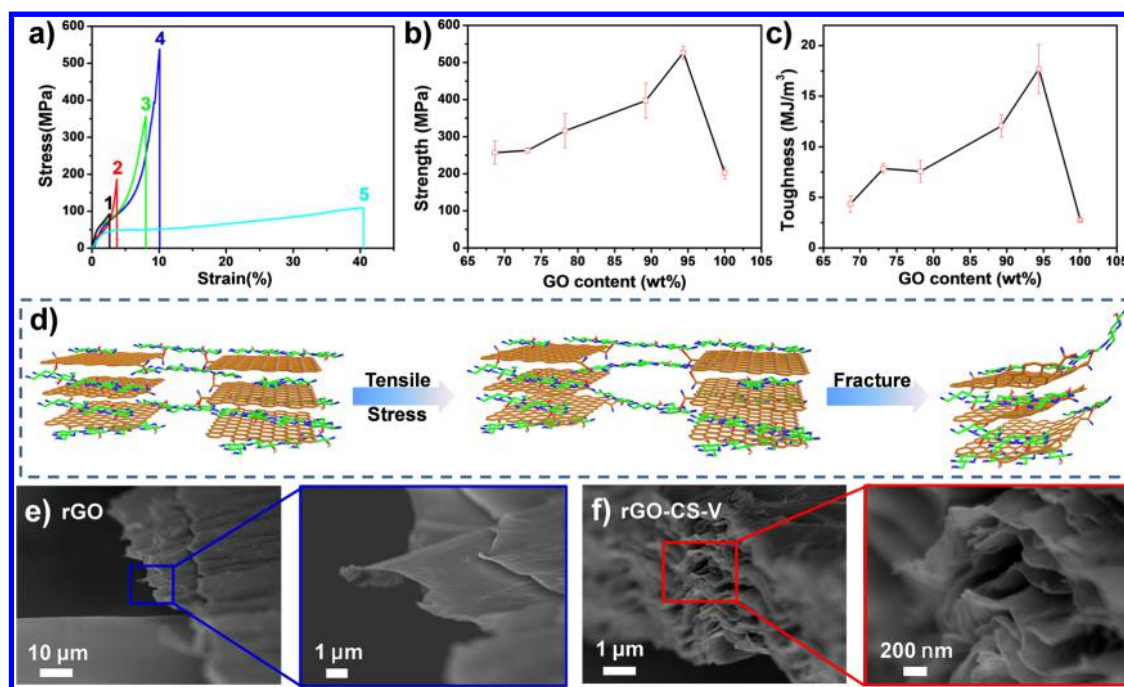 a)
600
500
400
300
200
100
0
Stress(MPa)
0 10 20 30 40
Strain(%)
1
2
3
4
5
b)
600
500
400
300
200
100
0
Strength (MPa)
65 70 75 80 85 90 95 100 105
GO content (wt%)
c)
20
15
10
5
0
Toughness (MJ/m³)
65 70 75 80 85 90 95 100 105
GO content (wt%)
d)
Tensile
Stress
Fracture
e) rGO
10 µm
1 µm
f) rGO-CS-V
1 µm
200 nm